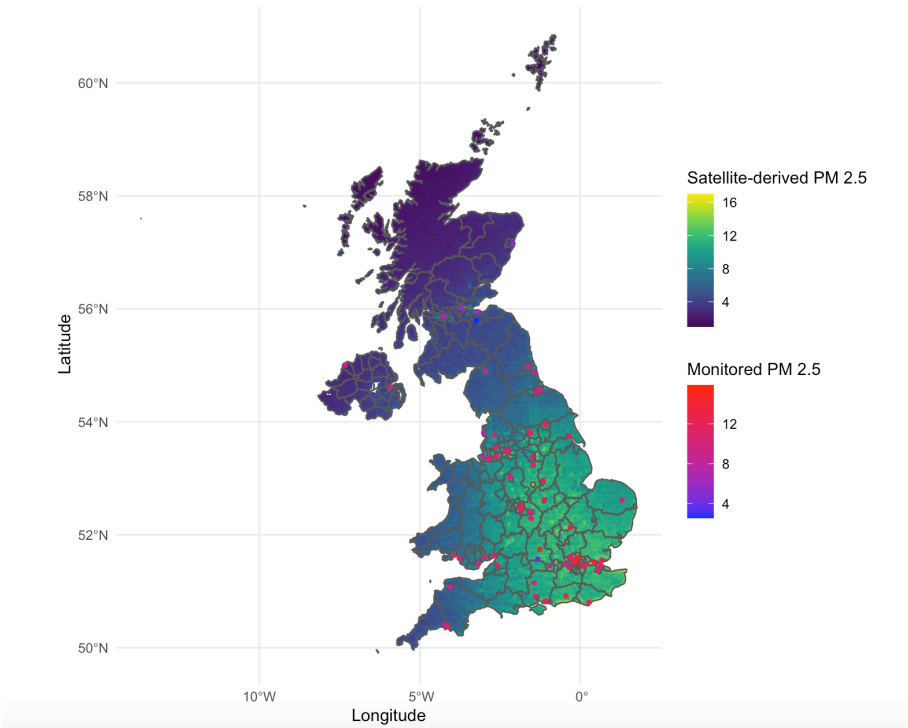 60°N
58°N
56°N
54°N
52°N
50°N
Latitude
10°W
5°W
0°
Longitude
Satellite-derived PM 2.5
16
12
8
4
Monitored PM 2.5
12
8
4